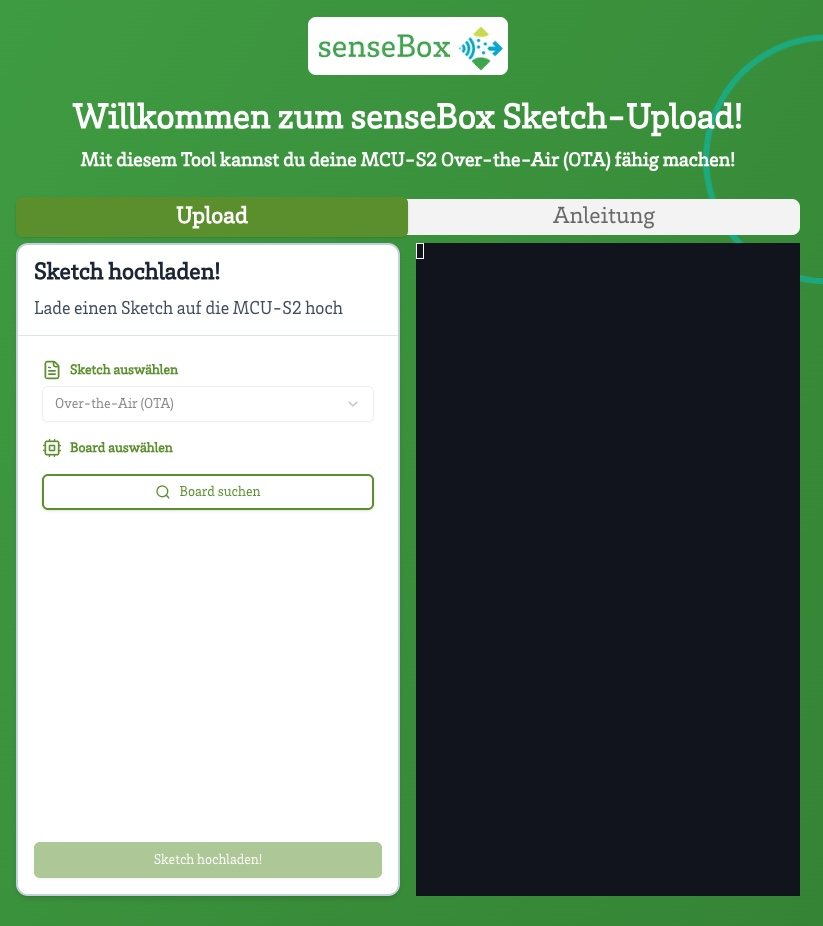 senseBox
Willkommen zum senseBox Sketch-Upload!
Mit diesem Tool kannst du deine MCU-S2 Over-the-Air (OTA) fähig machen!
Upload
Anleitung
Sketch hochladen!
Lade einen Sketch auf die MCU-S2 hoch
Sketch auswählen
Over-the-Air (OTA)
Board auswählen
Board suchen
Sketch hochladen!